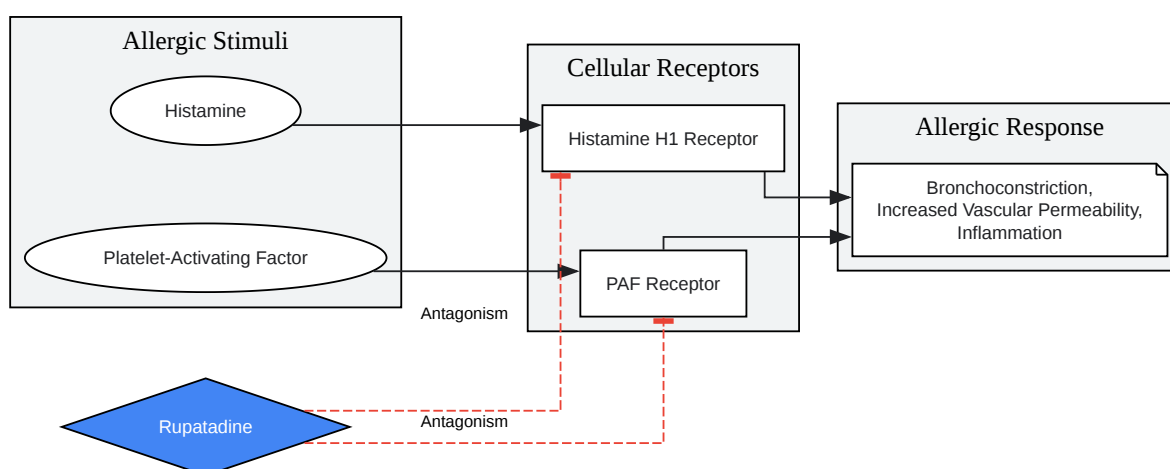 Allergic Stimuli
Histamine
Platelet-Activating Factor
Cellular Receptors
Histamine H1 Receptor
PAF Receptor
Allergic Response
Bronchoconstriction,
Increased Vascular Permeability,
Inflammation
Antagonism
Rupatadine
Antagonism